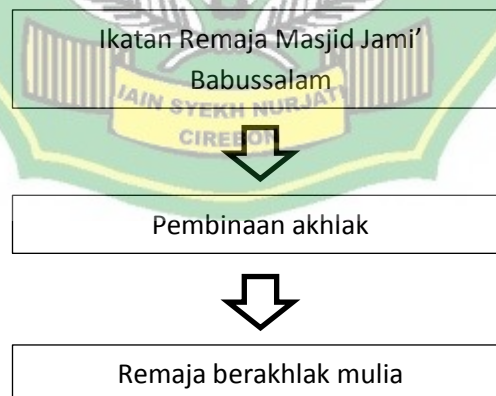 Ikatan Remaja Masjid Jami’
Babussalam
IAIN SYEKH NURJATI
CIREBON
Pembinaan akhlak
Remaja berakhlak mulia